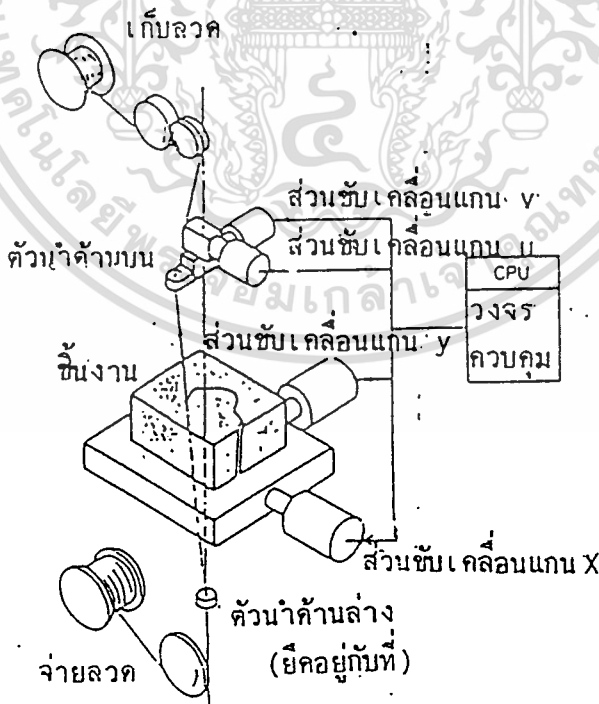 เก็บลวด
ส่วนขับเคลื่อนแกน v
ส่วนขับเคลื่อนแกน u
ตัวนำด้านบน
CPU
วงจร
ควบคุม
ส่วนขับเคลื่อนแกน y
ชิ้นงาน
ส่วนขับเคลื่อนแกน X
ตัวนำด้านล่าง
(ยึดอยู่กับที่)
จ่ายลวด